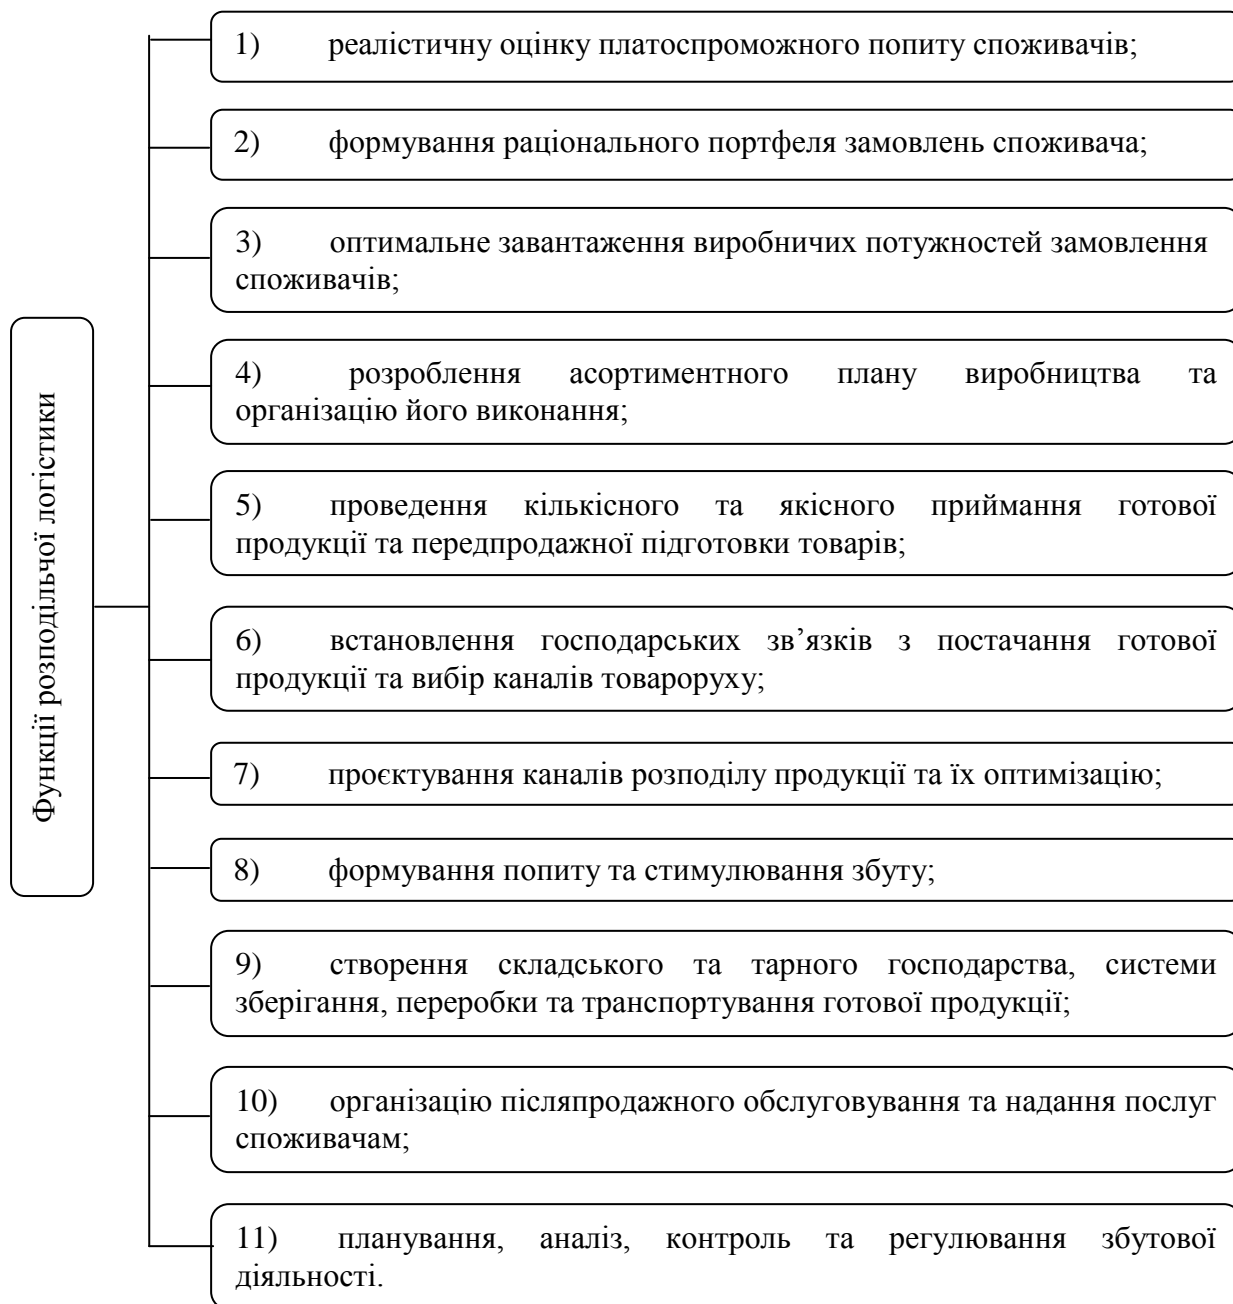 Функції розподільчої логістики
1) реалістичну оцінку платоспроможного попиту споживачів;
2) формування раціонального портфеля замовлень споживача;
3) оптимальне завантаження виробничих потужностей замовлення
споживачів;
4) розроблення асортиментного плану виробництва та
організацію його виконання;
5) проведення кількісного та якісного приймання готової
продукції та передпродажної підготовки товарів;
6) встановлення господарських зв’язків з постачання готової
продукції та вибір каналів товароруху;
7) проєктування каналів розподілу продукції та їх оптимізацію;
8) формування попиту та стимулювання збуту;
9) створення складського та тарного господарства, системи
зберігання, переробки та транспортування готової продукції;
10) організацію післяпродажного обслуговування та надання послуг
споживачам;
11) планування, аналіз, контроль та регулювання збутової
діяльності.